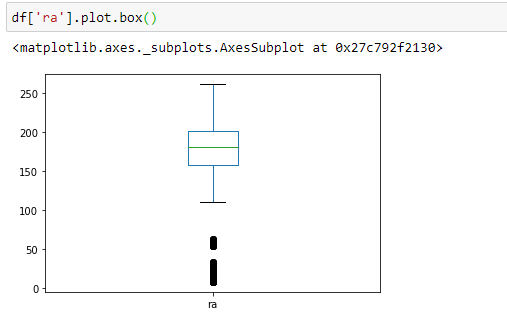 df['ra'].plot.box()
<matplotlib.axes._subplots.AxesSubplot at 0x27c792f2130>
250
200
150
100
50
0
ra